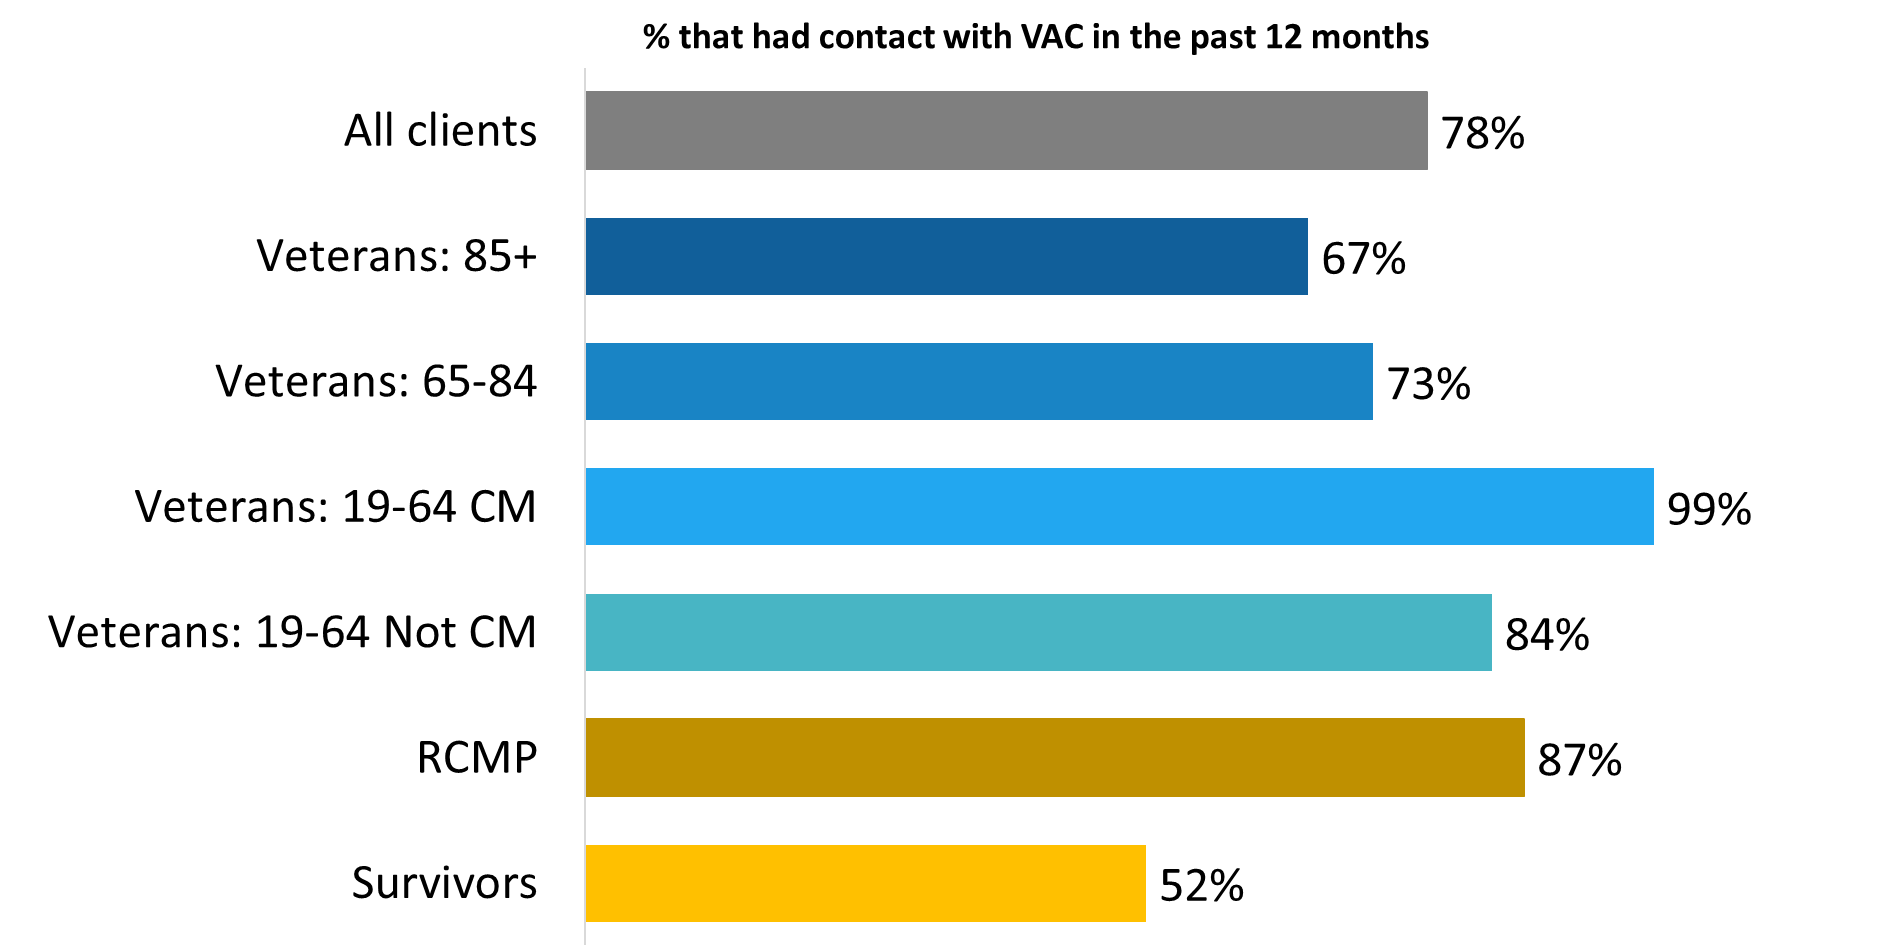 % that had contact with VAC in the past 12 months
All clients 78%
Veterans: 85+ 67%
Veterans: 65-84 73%
Veterans: 19-64 CM 99%
Veterans: 19-64 Not CM 84%
RCMP 87%
Survivors 52%